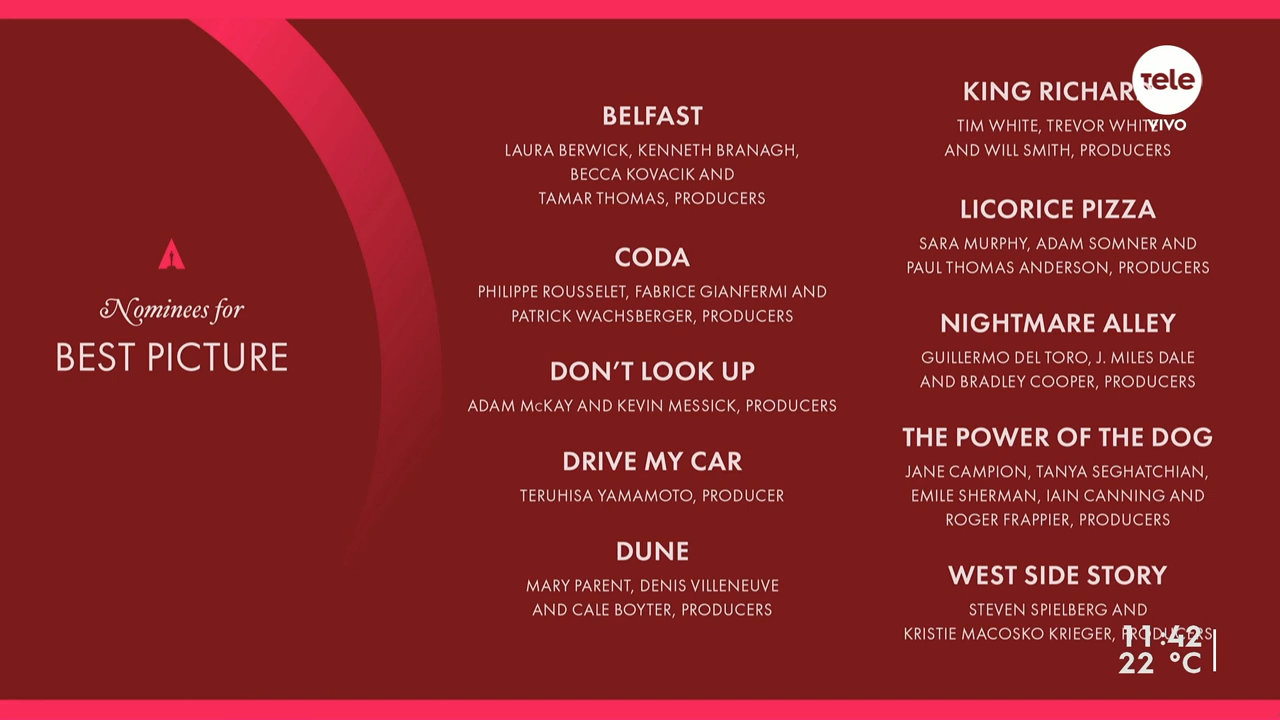 Nominees for
BEST PICTURE
BELFAST
LAURA BERWICK, KENNETH BRANAGH,
BECCA KOVACIK AND
TAMAR THOMAS, PRODUCERS
CODA
PHILIPPE ROUSSELET, FABRICE GIANFERMI AND
PATRICK WACHSBERGER, PRODUCERS
DON'T LOOK UP
ADAM McKAY AND KEVIN MESSICK, PRODUCERS
DRIVE MY CAR
TERUHISA YAMAMOTO, PRODUCER
DUNE
MARY PARENT, DENIS VILLENEUVE
AND CALE BOYTER, PRODUCERS
KING
TIM WHITE, TREVOR WHITE
AND WILL SMITH, PRODUCERS
LICORICE PIZZA
SARA MURPHY, ADAM SOMNER AND
PAUL THOMAS ANDERSON, PRODUCERS
NIGHTMARE ALLEY
GUILLERMO DEL TORO, J. MILES DALE
AND BRADLEY COOPER, PRODUCERS
THE POWER OF THE DOG
JANE CAMPION, TANYA SEGHATCHIAN,
EMILE SHERMAN, IAIN CANNING AND
ROGER FRAPPIER, PRODUCERS
WEST SIDE STORY
STEVEN SPIELBERG AND
KRISTIE MACOSKO KRIEGER, PRODUCERS
Tele
VIVO
11:42
22 °C